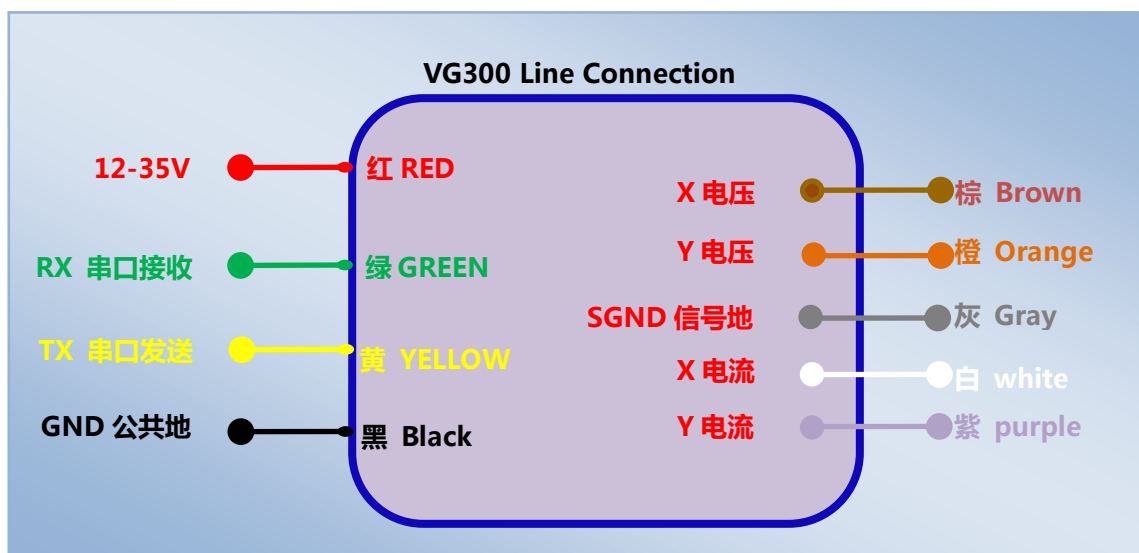 VG300 Line Connection
12-35V
红 RED
RX 串口接收
绿 GREEN
TX 串口发送
黄 YELLOW
GND 公共地
黑 Black
X 电压
棕 Brown
Y 电压
橙 Orange
SGND 信号地
灰 Gray
X 电流
白 white
Y 电流
紫 purple